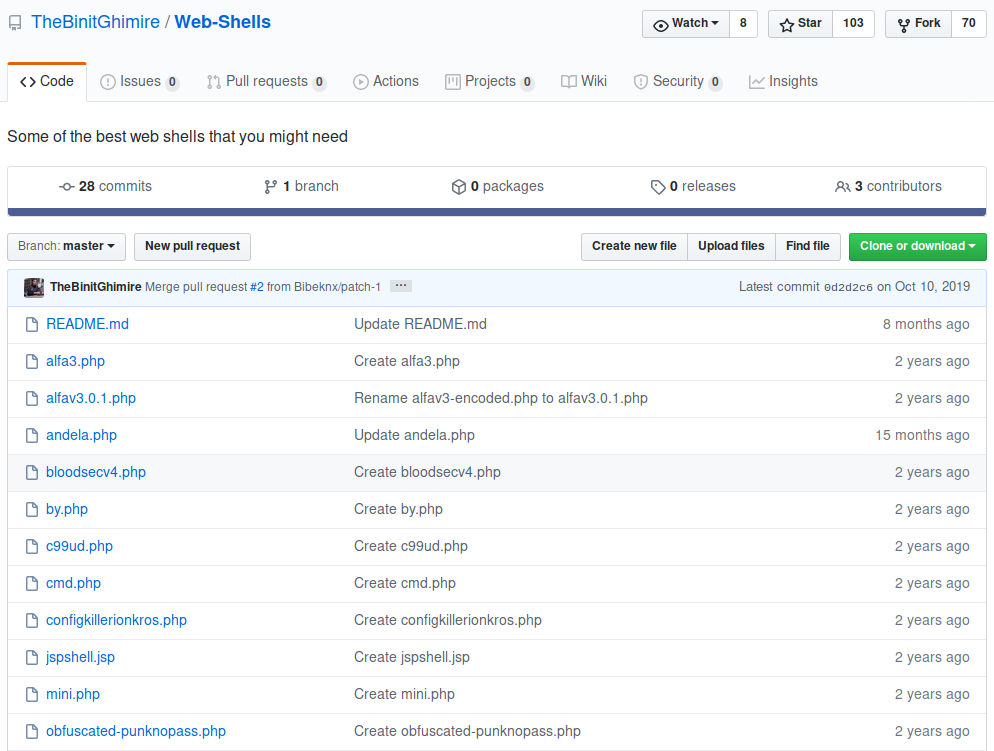 TheBinitGhimire / Web-Shells
Watch 8 Star 103 Fork 70
Code Issues 0 Pull requests 0 Actions Projects 0 Wiki Security 0 Insights
Some of the best web shells that you might need
28 commits 1 branch 0 packages 0 releases 3 contributors
Branch: master New pull request Create new file Upload files Find file Clone or download
TheBinitGhimire Merge pull request #2 from Bibeknx/patch-1 ... Latest commit 0d2d2c6 on Oct 10, 2019
README.md Update README.md 8 months ago
alfa3.php Create alfa3.php 2 years ago
alfav3.0.1.php Rename alfav3-encoded.php to alfav3.0.1.php 2 years ago
andela.php Update andela.php 15 months ago
bloodsecv4.php Create bloodsecv4.php 2 years ago
by.php Create by.php 2 years ago
c99ud.php Create c99ud.php 2 years ago
cmd.php Create cmd.php 2 years ago
configkillerionkros.php Create configkillerionkros.php 2 years ago
jspshell.jsp Create jspshell.jsp 2 years ago
mini.php Create mini.php 2 years ago
obfuscated-punknopass.php Create obfuscated-punknopass.php 2 years ago